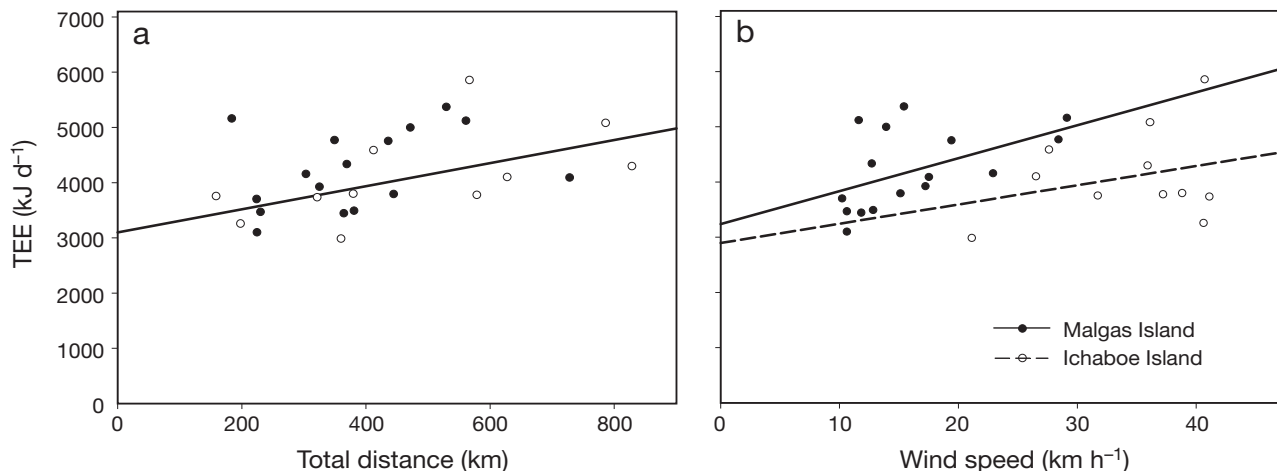 a
b
7000
6000
5000
4000
3000
2000
1000
0
TEE (kJ d⁻¹)
0 200 400 600 800
Total distance (km)
0 10 20 30 40
Wind speed (km h⁻¹)
Malgas Island
Ichaboe Island